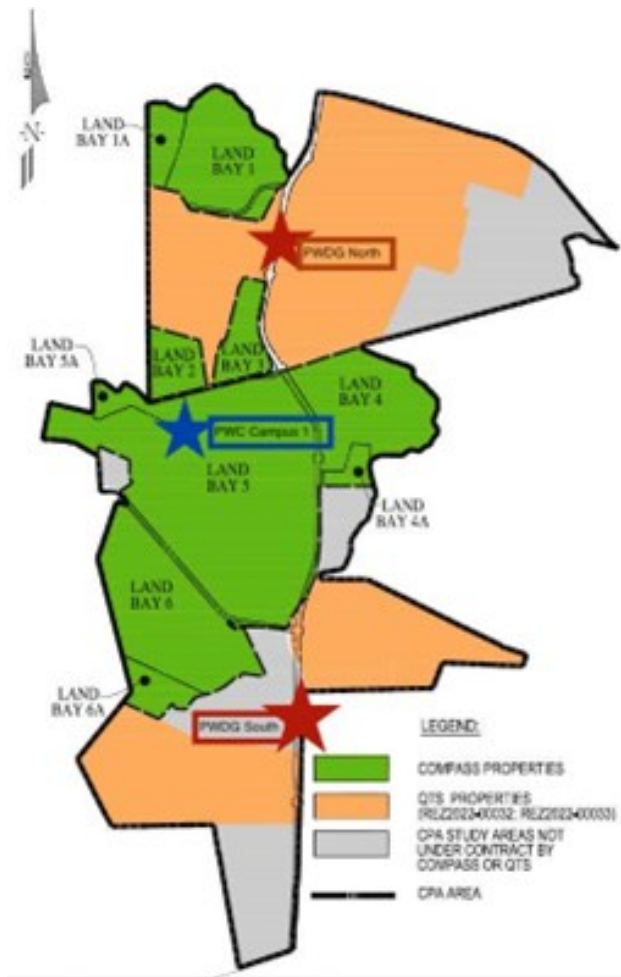 N
LAND
BAY 1A
LAND
BAY 1
PWDG North
LAND
BAY 5A
LAND
BAY 2
LAND
BAY 3
LAND
BAY 4
PWC Campus 1
LAND
BAY 5
LAND
BAY 4A
LAND
BAY 6
LAND
BAY 6A
PWDG South
LEGEND:
COMPASS PROPERTIES
QTS PROPERTIES
(REZ2022-00032; REZ2022-00033)
CPA STUDY AREAS NOT
UNDER CONTRACT BY
COMPASS OR QTS
CPA AREA